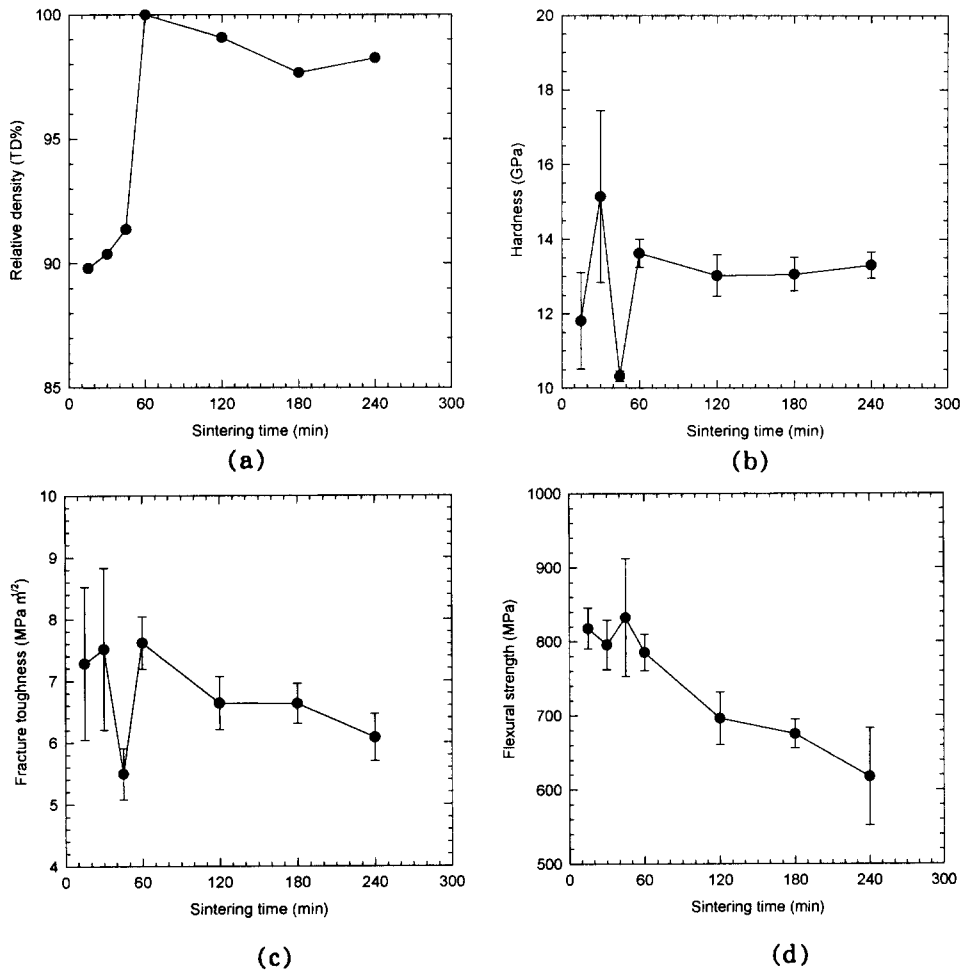 100
95
90
85
Relative density (TD%)
0 60 120 180 240 300
Sintering time (min)
(a)
20
18
16
14
12
10
Hardness (GPa)
0 60 120 180 240 300
Sintering time (min)
(b)
10
9
8
7
6
5
4
Fracture toughness (MPa m^1/2)
0 60 120 180 240 300
Sintering time (min)
(c)
1000
900
800
700
600
500
Flexural strength (MPa)
0 60 120 180 240 300
Sintering time (min)
(d)